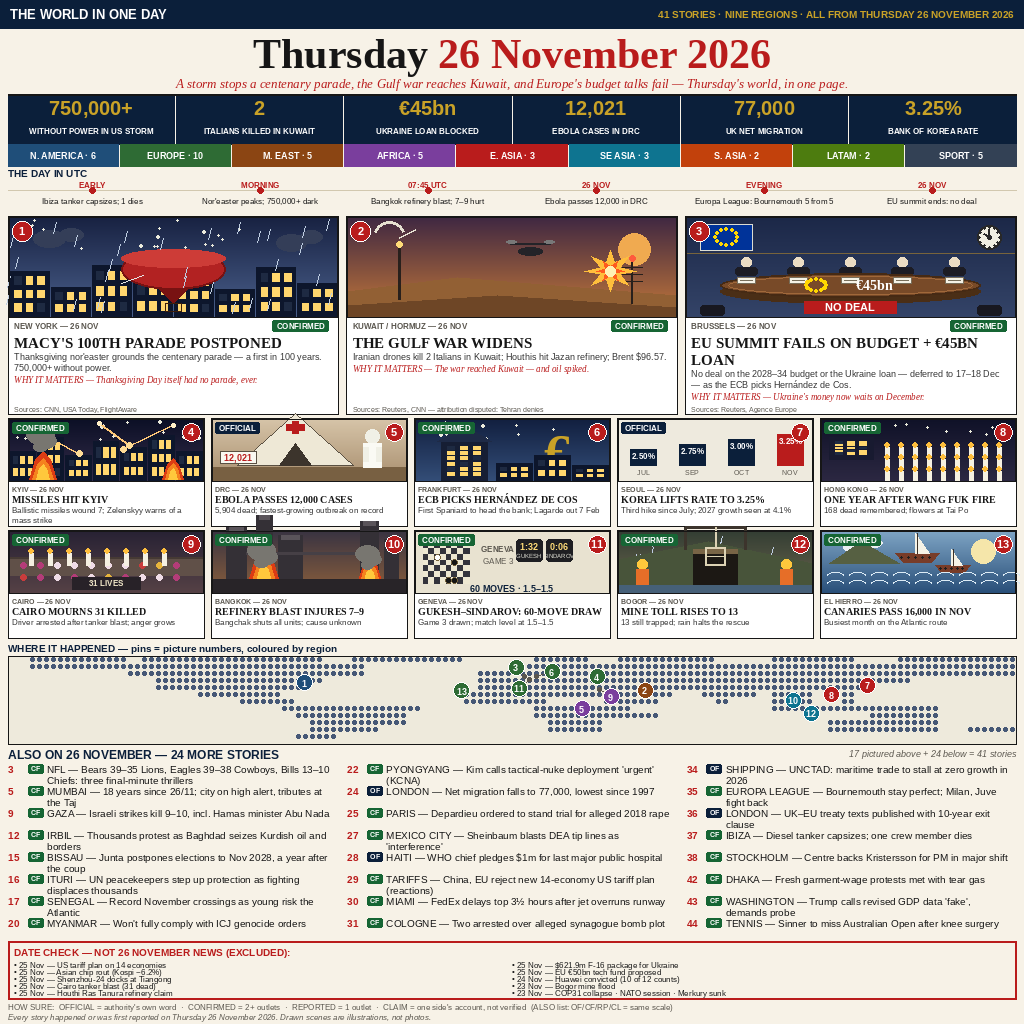 THE WORLD IN ONE DAY
41 STORIES · NINE REGIONS · ALL FROM THURSDAY 26 NOVEMBER 2026
Thursday 26 November 2026
A storm stops a centenary parade, the Gulf war reaches Kuwait, and Europe's budget talks fail — Thursday's world, in one page.
750,000+
WITHOUT POWER IN US STORM
2
ITALIANS KILLED IN KUWAIT
€45bn
UKRAINE LOAN BLOCKED
12,021
EBOLA CASES IN DRC
77,000
UK NET MIGRATION
3.25%
BANK OF KOREA RATE
N. AMERICA · 6
EUROPE · 10
M. EAST · 5
AFRICA · 5
E. ASIA · 3
SE ASIA · 3
S. ASIA · 2
LATAM · 2
SPORT · 5
THE DAY IN UTC
EARLY
Ibiza tanker capsizes; 1 dies
MORNING
Nor'easter peaks; 750,000+ dark
07:45 UTC
Bangkok refinery blast; 7–9 hurt
26 NOV
Ebola passes 12,000 in DRC
EVENING
Europa League: Bournemouth 5 from 5
26 NOV
EU summit ends: no deal
1
NEW YORK — 26 NOV
CONFIRMED
MACY'S 100TH PARADE POSTPONED
Thanksgiving nor'easter grounds the centenary parade — a first in 100 years.
750,000+ without power.
WHY IT MATTERS — Thanksgiving Day itself had no parade, ever.
Sources: CNN, USA Today, FlightAware
2
KUWAIT / HORMUZ — 26 NOV
CONFIRMED
THE GULF WAR WIDENS
Iranian drones kill 2 Italians in Kuwait; Houthis hit Jazan refinery; Brent $96.57.
WHY IT MATTERS — The war reached Kuwait — and oil spiked.
Sources: Reuters, CNN — attribution disputed: Tehran denies
3
€45bn
NO DEAL
BRUSSELS — 26 NOV
CONFIRMED
EU SUMMIT FAILS ON BUDGET + €45BN
LOAN
No deal on the 2028–34 budget or the Ukraine loan — deferred to 17–18 Dec
— as the ECB picks Hernández de Cos.
WHY IT MATTERS — Ukraine's money now waits on December.
Sources: Reuters, Agence Europe
CONFIRMED
4
KYIV — 26 NOV
MISSILES HIT KYIV
Ballistic missiles wound 7; Zelenskyy warns of a
mass strike
OFFICIAL
5
12,021
DRC — 26 NOV
EBOLA PASSES 12,000 CASES
5,904 dead; fastest-growing outbreak on record
CONFIRMED
6
£
FRANKFURT — 26 NOV
ECB PICKS HERNÁNDEZ DE COS
First Spaniard to head the bank; Lagarde out 7 Feb
OFFICIAL
7
2.50%
2.75%
3.00%
3.25%
JUL
SEP
OCT
NOV
SEOUL — 26 NOV
KOREA LIFTS RATE TO 3.25%
Third hike since July; 2027 growth seen at 4.1%
CONFIRMED
8
HONG KONG — 26 NOV
ONE YEAR AFTER WANG FUK FIRE
168 dead remembered; flowers at Tai Po
CONFIRMED
9
31 LIVES
CAIRO — 26 NOV
CAIRO MOURNS 31 KILLED
Driver arrested after tanker blast; anger grows
CONFIRMED
10
BANGKOK — 26 NOV
REFINERY BLAST INJURES 7–9
Bangchak shuts all units; cause unknown
CONFIRMED
11
GENEVA
GAME 3
1:32
GUKESH
0:06
SINDAROV
60 MOVES · 1.5–1.5
GENEVA — 26 NOV
GUKESH–SINDAROV: 60-MOVE DRAW
Game 3 drawn; match level at 1.5–1.5
CONFIRMED
12
BOGOR — 26 NOV
MINE TOLL RISES TO 13
13 still trapped; rain halts the rescue
CONFIRMED
13
EL HIERRO — 26 NOV
CANARIES PASS 16,000 IN NOV
Busiest month on the Atlantic route
WHERE IT HAPPENED — pins = picture numbers, coloured by region
1
3
6
4
13
11
5
9
2
10
12
8
7
ALSO ON 26 NOVEMBER — 24 MORE STORIES
17 pictured above + 24 below = 41 stories
3 CF NFL — Bears 39–35 Lions, Eagles 39–38 Cowboys, Bills 13–10
Chiefs: three final-minute thrillers
5 CF MUMBAI — 18 years since 26/11; city on high alert, tributes at
the Taj
9 CF GAZA — Israeli strikes kill 9–10, incl. Hamas minister Abu Nada
12 CF IRBIL — Thousands protest as Baghdad seizes Kurdish oil and
borders
15 CF BISSAU — Junta postpones elections to Nov 2028, a year after
the coup
16 CF ITURI — UN peacekeepers step up protection as fighting
displaces thousands
17 CF SENEGAL — Record November crossings as young risk the
Atlantic
20 CF MYANMAR — Won't fully comply with ICJ genocide orders
22 CF PYONGYANG — Kim calls tactical-nuke deployment 'urgent'
(KCNA)
24 OF LONDON — Net migration falls to 77,000, lowest since 1997
25 CF PARIS — Depardieu ordered to stand trial for alleged 2018 rape
27 CF MEXICO CITY — Sheinbaum blasts DEA tip lines as
'interference'
28 OF HAITI — WHO chief pledges $1m for last major public hospital
29 CF TARIFFS — China, EU reject new 14-economy US tariff plan
(reactions)
30 CF MIAMI — FedEx delays top 3½ hours after jet overruns runway
31 CF COLOGNE — Two arrested over alleged synagogue bomb plot
34 OF SHIPPING — UNCTAD: maritime trade to stall at zero growth in
2026
35 CF EUROPA LEAGUE — Bournemouth stay perfect; Milan, Juve
fight back
36 OF LONDON — UK–EU treaty texts published with 10-year exit
clause
37 CF IBIZA — Diesel tanker capsizes; one crew member dies
38 CF STOCKHOLM — Centre backs Kristersson for PM in major shift
42 CF DHAKA — Fresh garment-wage protests met with tear gas
43 CF WASHINGTON — Trump calls revised GDP data 'fake',
demands probe
44 CF TENNIS — Sinner to miss Australian Open after knee surgery
DATE CHECK — NOT 26 NOVEMBER NEWS (EXCLUDED):
• 25 Nov — US tariff plan on 14 economies
• 25 Nov — Asian chip rout (Kospi −6.2%)
• 25 Nov — Shenzhou-24 docks at Tiangong
• 25 Nov — Cairo tanker blast (31 dead)
• 25 Nov — Houthi Ras Tanura refinery claim
• 25 Nov — $621.9m F-16 package for Ukraine
• 25 Nov — EU €50bn tech fund proposed
• 24 Nov — Huawei convicted (10 of 12 counts)
• 23 Nov — Bogor mine flood
• 23 Nov — COP31 collapse · NATO session · Merkury sunk
HOW SURE: OFFICIAL = authority's own word · CONFIRMED = 2+ outlets · REPORTED = 1 outlet · CLAIM = one side's account, not verified (ALSO list: OF/CF/RP/CL = same scale)
Every story happened or was first reported on Thursday 26 November 2026. Drawn scenes are illustrations, not photos.